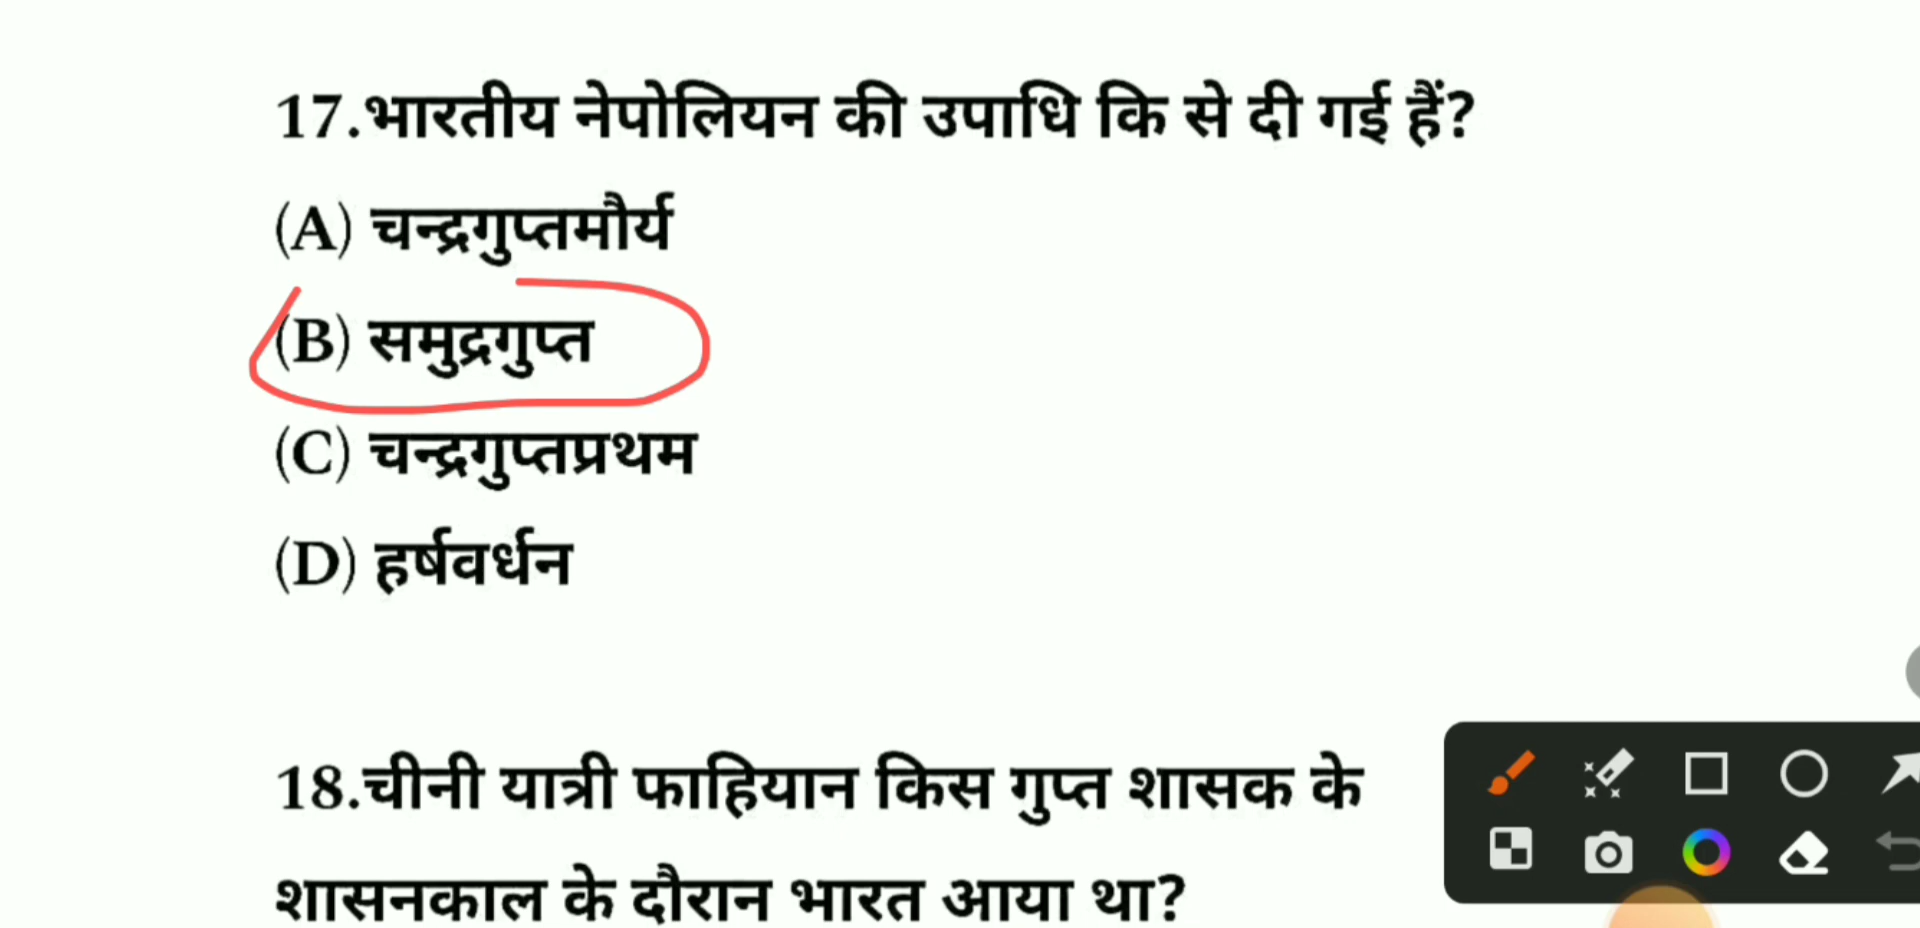 17.भारतीय नेपोलियन की उपाधि कि से दी गई हैं?
(A) चन्द्रगुप्तमौर्य
(B) समुद्रगुप्त
(C) चन्द्रगुप्तप्रथम
(D) हर्षवर्धन
18.चीनी यात्री फाहियान किस गुप्त शासक के
शासनकाल के दौरान भारत आया था?